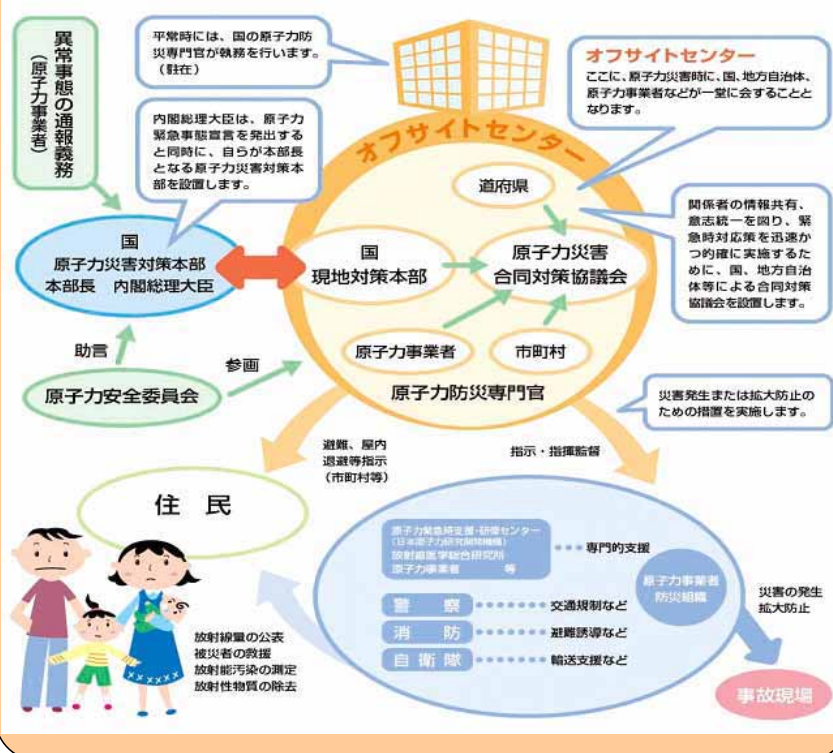 異常事態の通報義務
(原子力事業者)
平常時には、国の原子力防
災専門官が執務を行います。
(駐在)
オフサイトセンター
ここに、原子力災害時に、国、地方自治体、
原子力事業者などが一堂に会することと
なります。
内閣総理大臣は、原子力
緊急事態宣言を発出する
と同時に、自らが本部長
となる原子力災害対策本
部を設置します。
オフサイトセンター
道府県
関係者の情報共有、
意志統一を図り、緊
急時対応策を迅速か
つ的確に実施するた
めに、国、地方自治
体等による合同対策
協議会を設置します。
国
原子力災害対策本部
本部長 内閣総理大臣
国
現地対策本部
原子力災害
合同対策協議会
助言
参画
原子力事業者
市町村
原子力安全委員会
原子力防災専門官
災害発生または拡大防止の
ための措置を実施します。
避難、屋内
退避等指示
(市町村等)
指示・指揮監督
住民
原子力緊急時支援・研修センター
(日本原子力研究開発機構)
放射線医学総合研究所
原子力事業者 等
専門的支援
原子力事業者
防災組織
災害の発生
拡大防止
警察
交通規制など
消防
避難誘導など
自衛隊
輸送支援など
放射線量の公表
被災者の救援
放射能汚染の測定
放射性物質の除去
事故現場